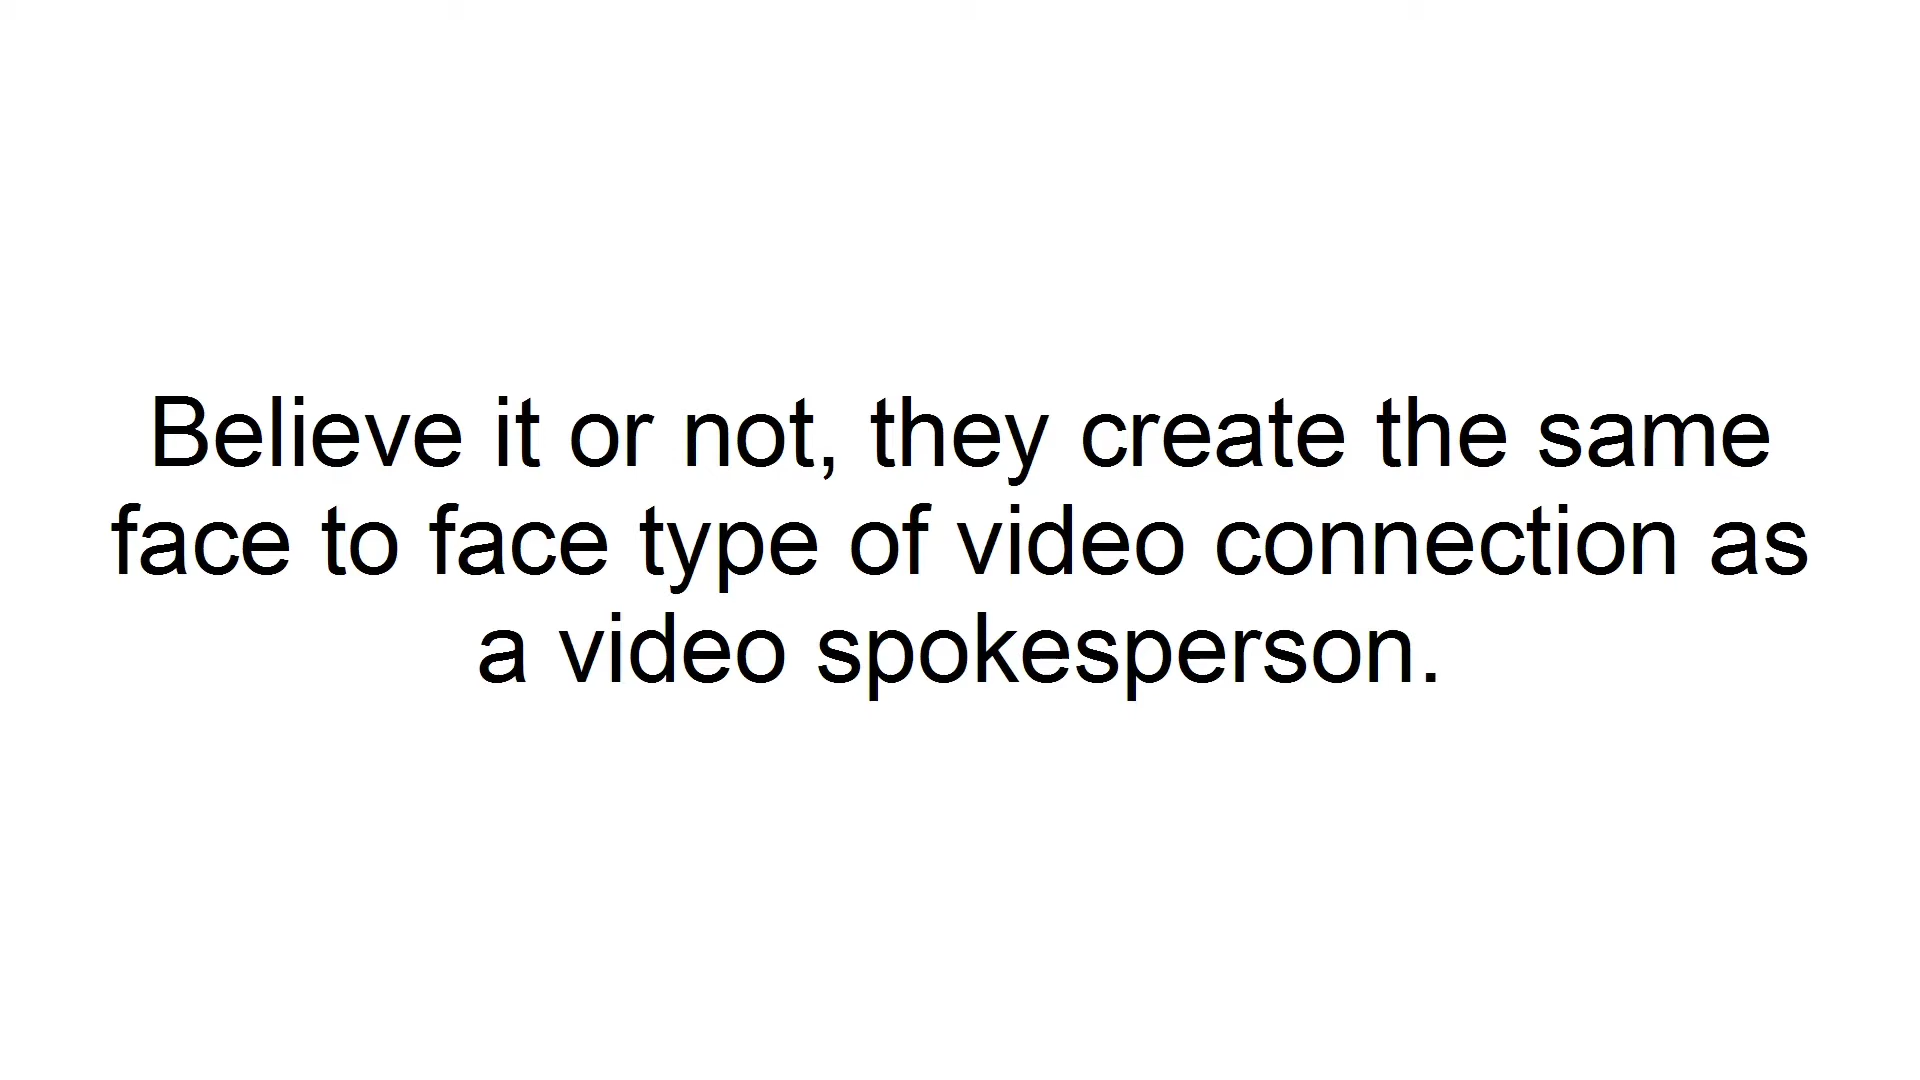 Believe it or not, they create the same
face to face type of video connection as
a video spokesperson.